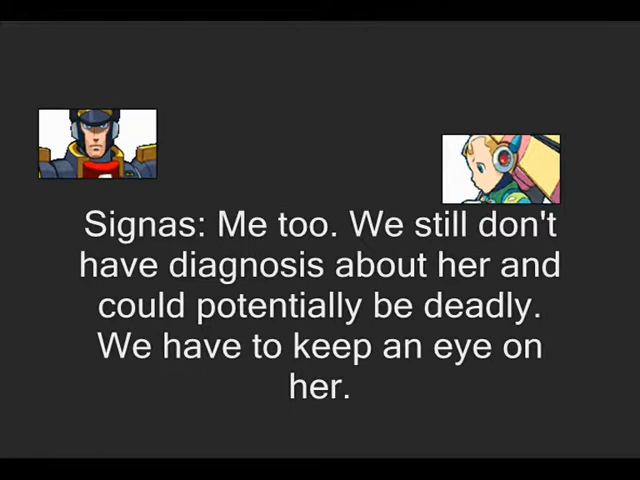 Signas: Me too. We still don't
have diagnosis about her and
could potentially be deadly.
We have to keep an eye on
her.